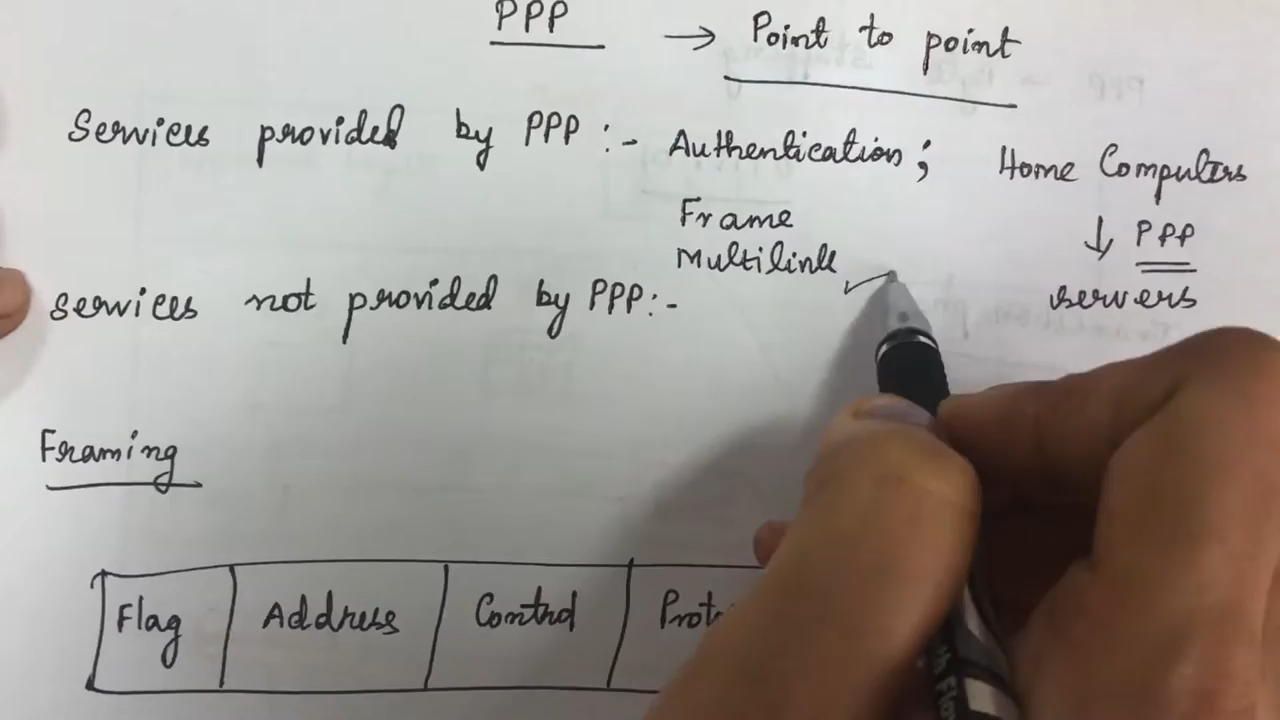 PPP → Point to point
Services provided by PPP :- Authentication ; Home Computers
Frame
Multilink
↓ PPP
servers
services not provided by PPP :-
Framing
Flag Address Control